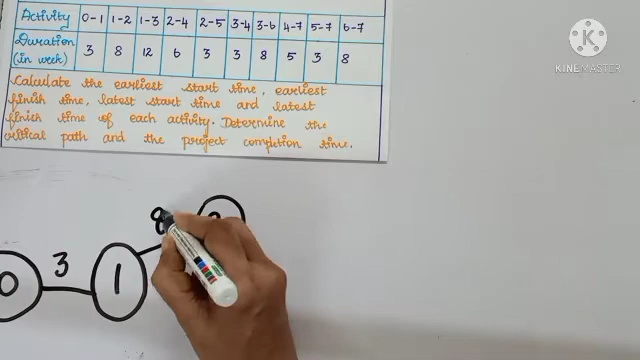 Activity 0-1 1-2 1-3 2-4 2-5 3-4 3-6 4-7 5-7 6-7
Duration (in week) 3 8 12 6 3 3 8 5 3 8
Calculate the earliest start time, earliest
finish time, latest start time and latest
finish time of each activity. Determine the
critical path and the project completion time.
K
KINEMASTER
0 3 1 8